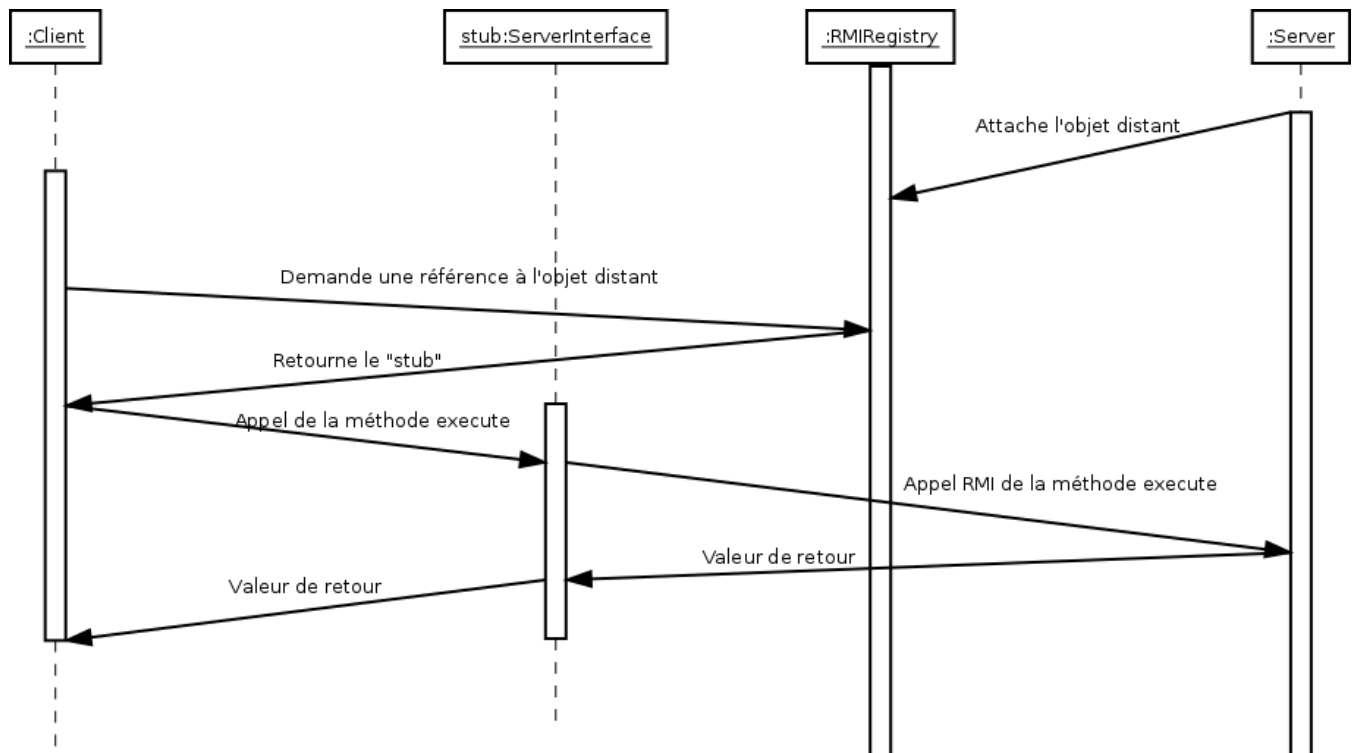 :Client
stub:ServerInterface
:RMIRegistry
:Server
Attache l'objet distant
Demande une référence à l'objet distant
Retourne le "stub"
Appel de la méthode execute
Appel RMI de la méthode execute
Valeur de retour
Valeur de retour